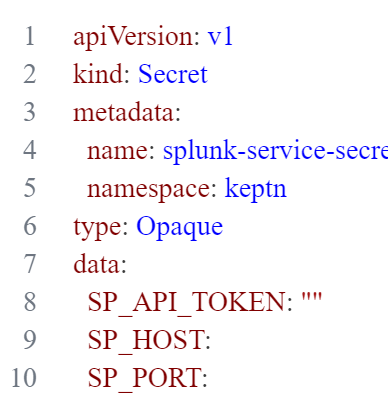 1 apiVersion: v1
2 kind: Secret
3 metadata:
4 name: splunk-service-secre
5 namespace: keptn
6 type: Opaque
7 data:
8 SP_API_TOKEN: ""
9 SP_HOST:
10 SP_PORT: